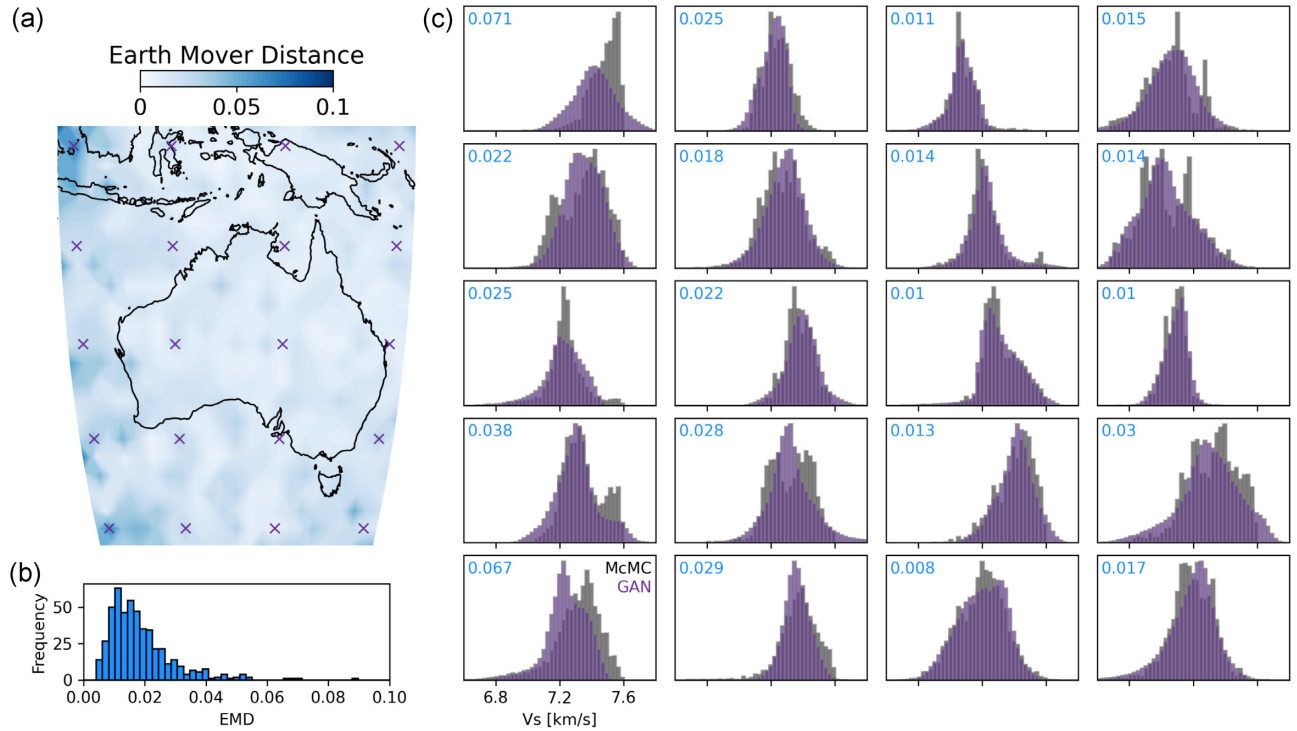 (a)
Earth Mover Distance
0 0.05 0.1
(b)
50
25
0
Frequency
0.00 0.02 0.04 0.06 0.08 0.10
EMD
(c)
0.071 0.025 0.011 0.015
0.022 0.018 0.014 0.014
0.025 0.022 0.01 0.01
0.038 0.028 0.013 0.03
0.067 0.029 0.008 0.017
McMC
GAN
6.8 7.2 7.6
Vs [km/s]